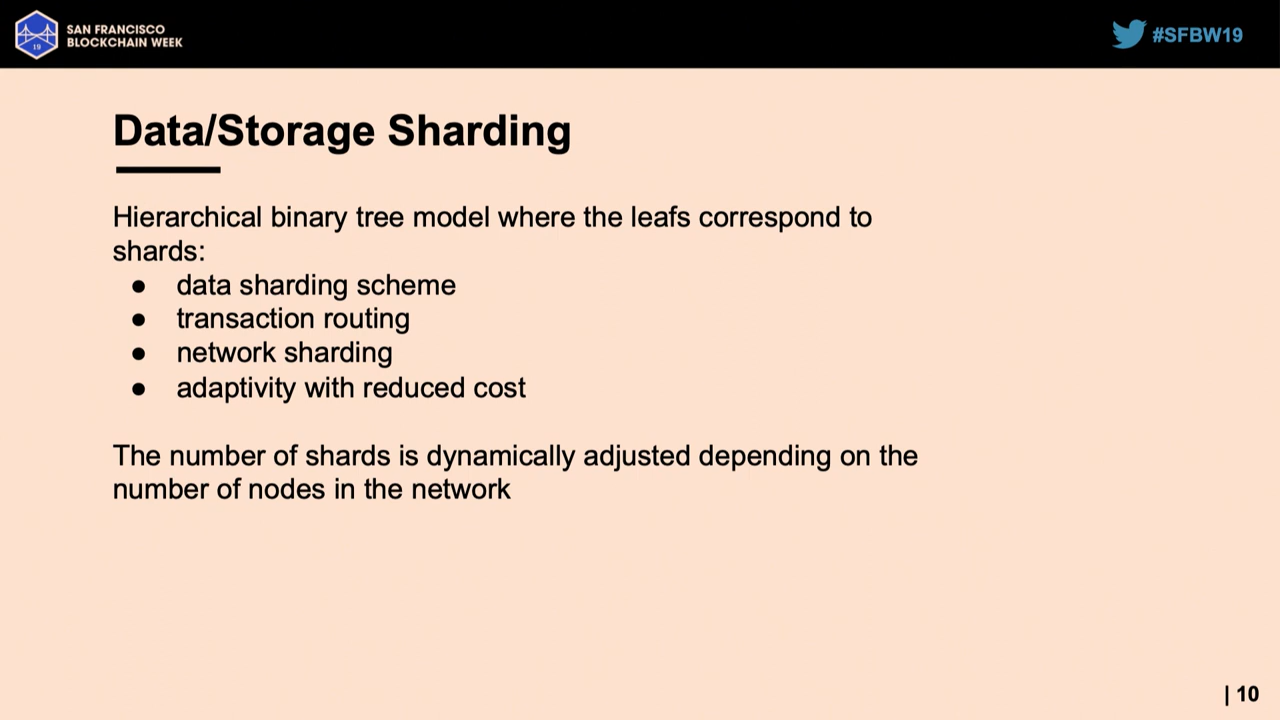 SAN FRANCISCO
BLOCKCHAIN WEEK
19
#SFBW19
Data/Storage Sharding
Hierarchical binary tree model where the leafs correspond to
shards:
● data sharding scheme
● transaction routing
● network sharding
● adaptivity with reduced cost
The number of shards is dynamically adjusted depending on the
number of nodes in the network
| 10